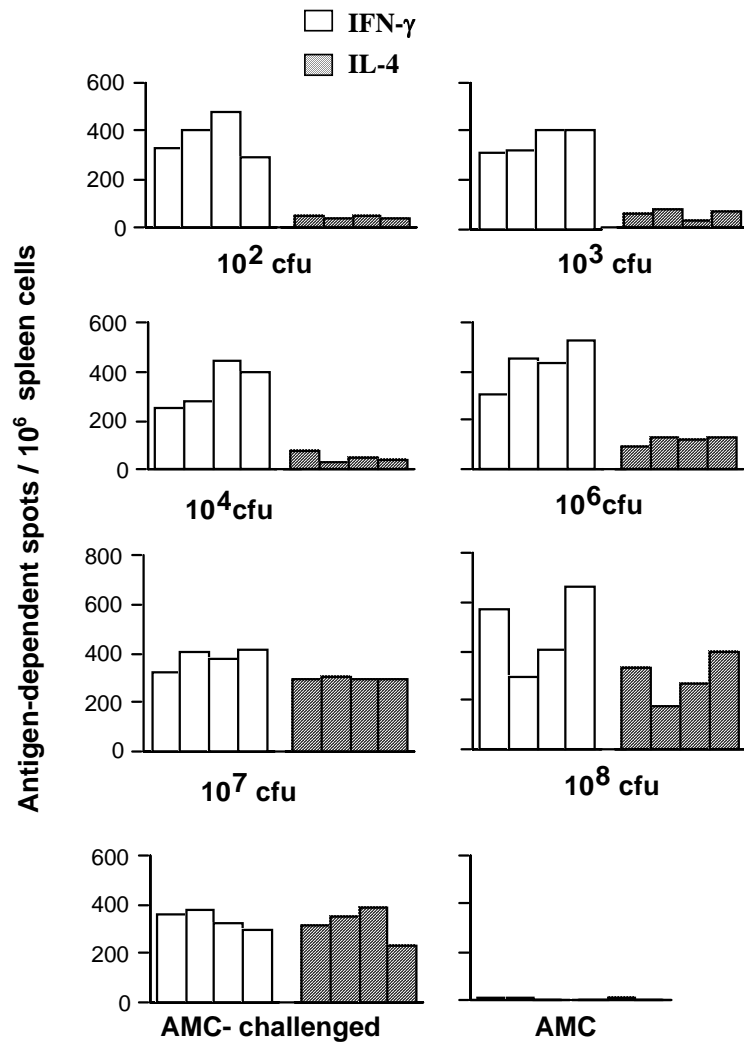 IFN-γ
IL-4
Antigen-dependent spots / 10⁶ spleen cells
600
400
200
0
10² cfu
10³ cfu
600
400
200
0
10⁴cfu
10⁶cfu
800
600
400
200
0
10⁷ cfu
10⁸ cfu
600
400
200
0
AMC- challenged
AMC